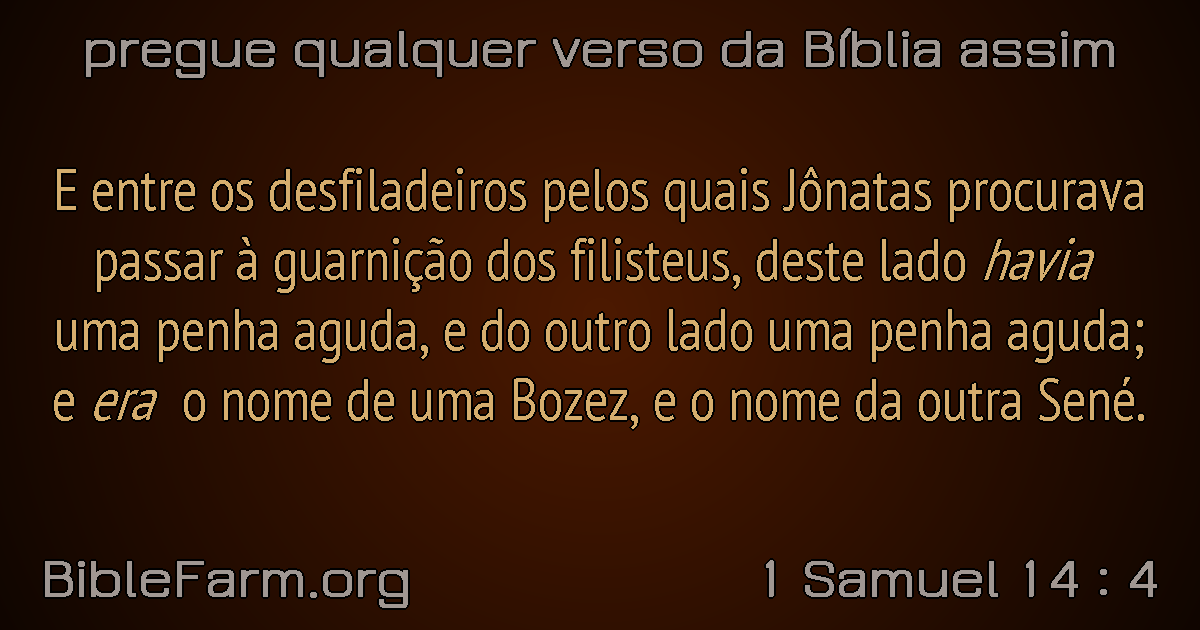 pregue qualquer verso da Bíblia assim
E entre os desfiladeiros pelos quais Jônatas procurava
passar à guarnição dos filisteus, deste lado havia
uma penha aguda, e do outro lado uma penha aguda;
e era o nome de uma Bozez, e o nome da outra Sené.
BibleFarm.org
1 Samuel 14 : 4